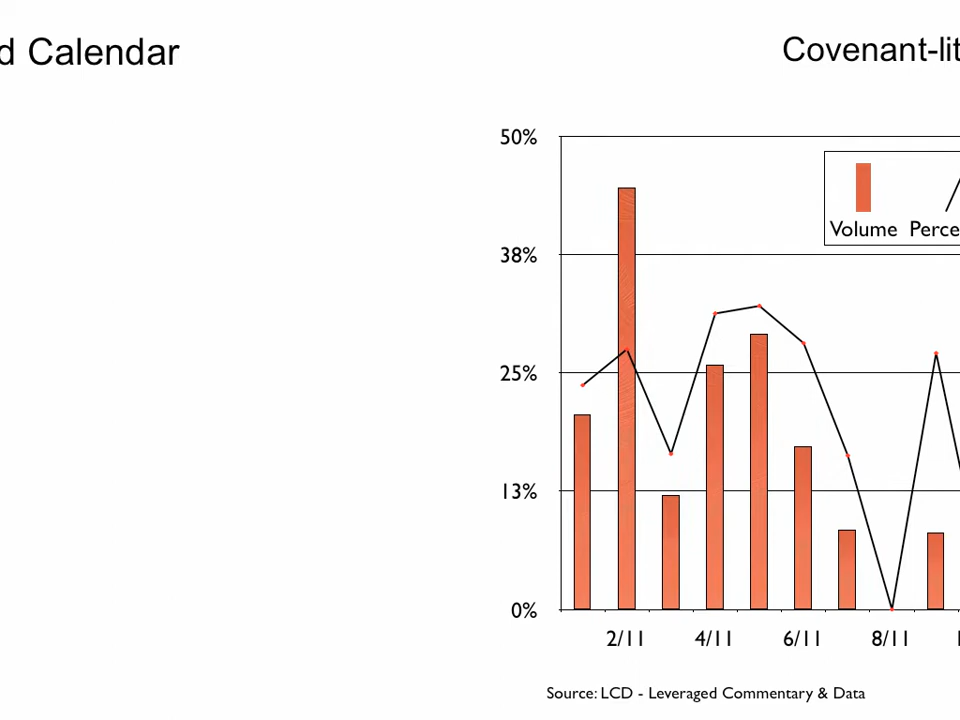 d Calendar
Covenant-lit
50%
38%
25%
13%
0%
Volume Perce
2/11 4/11 6/11 8/11
Source: LCD - Leveraged Commentary & Data